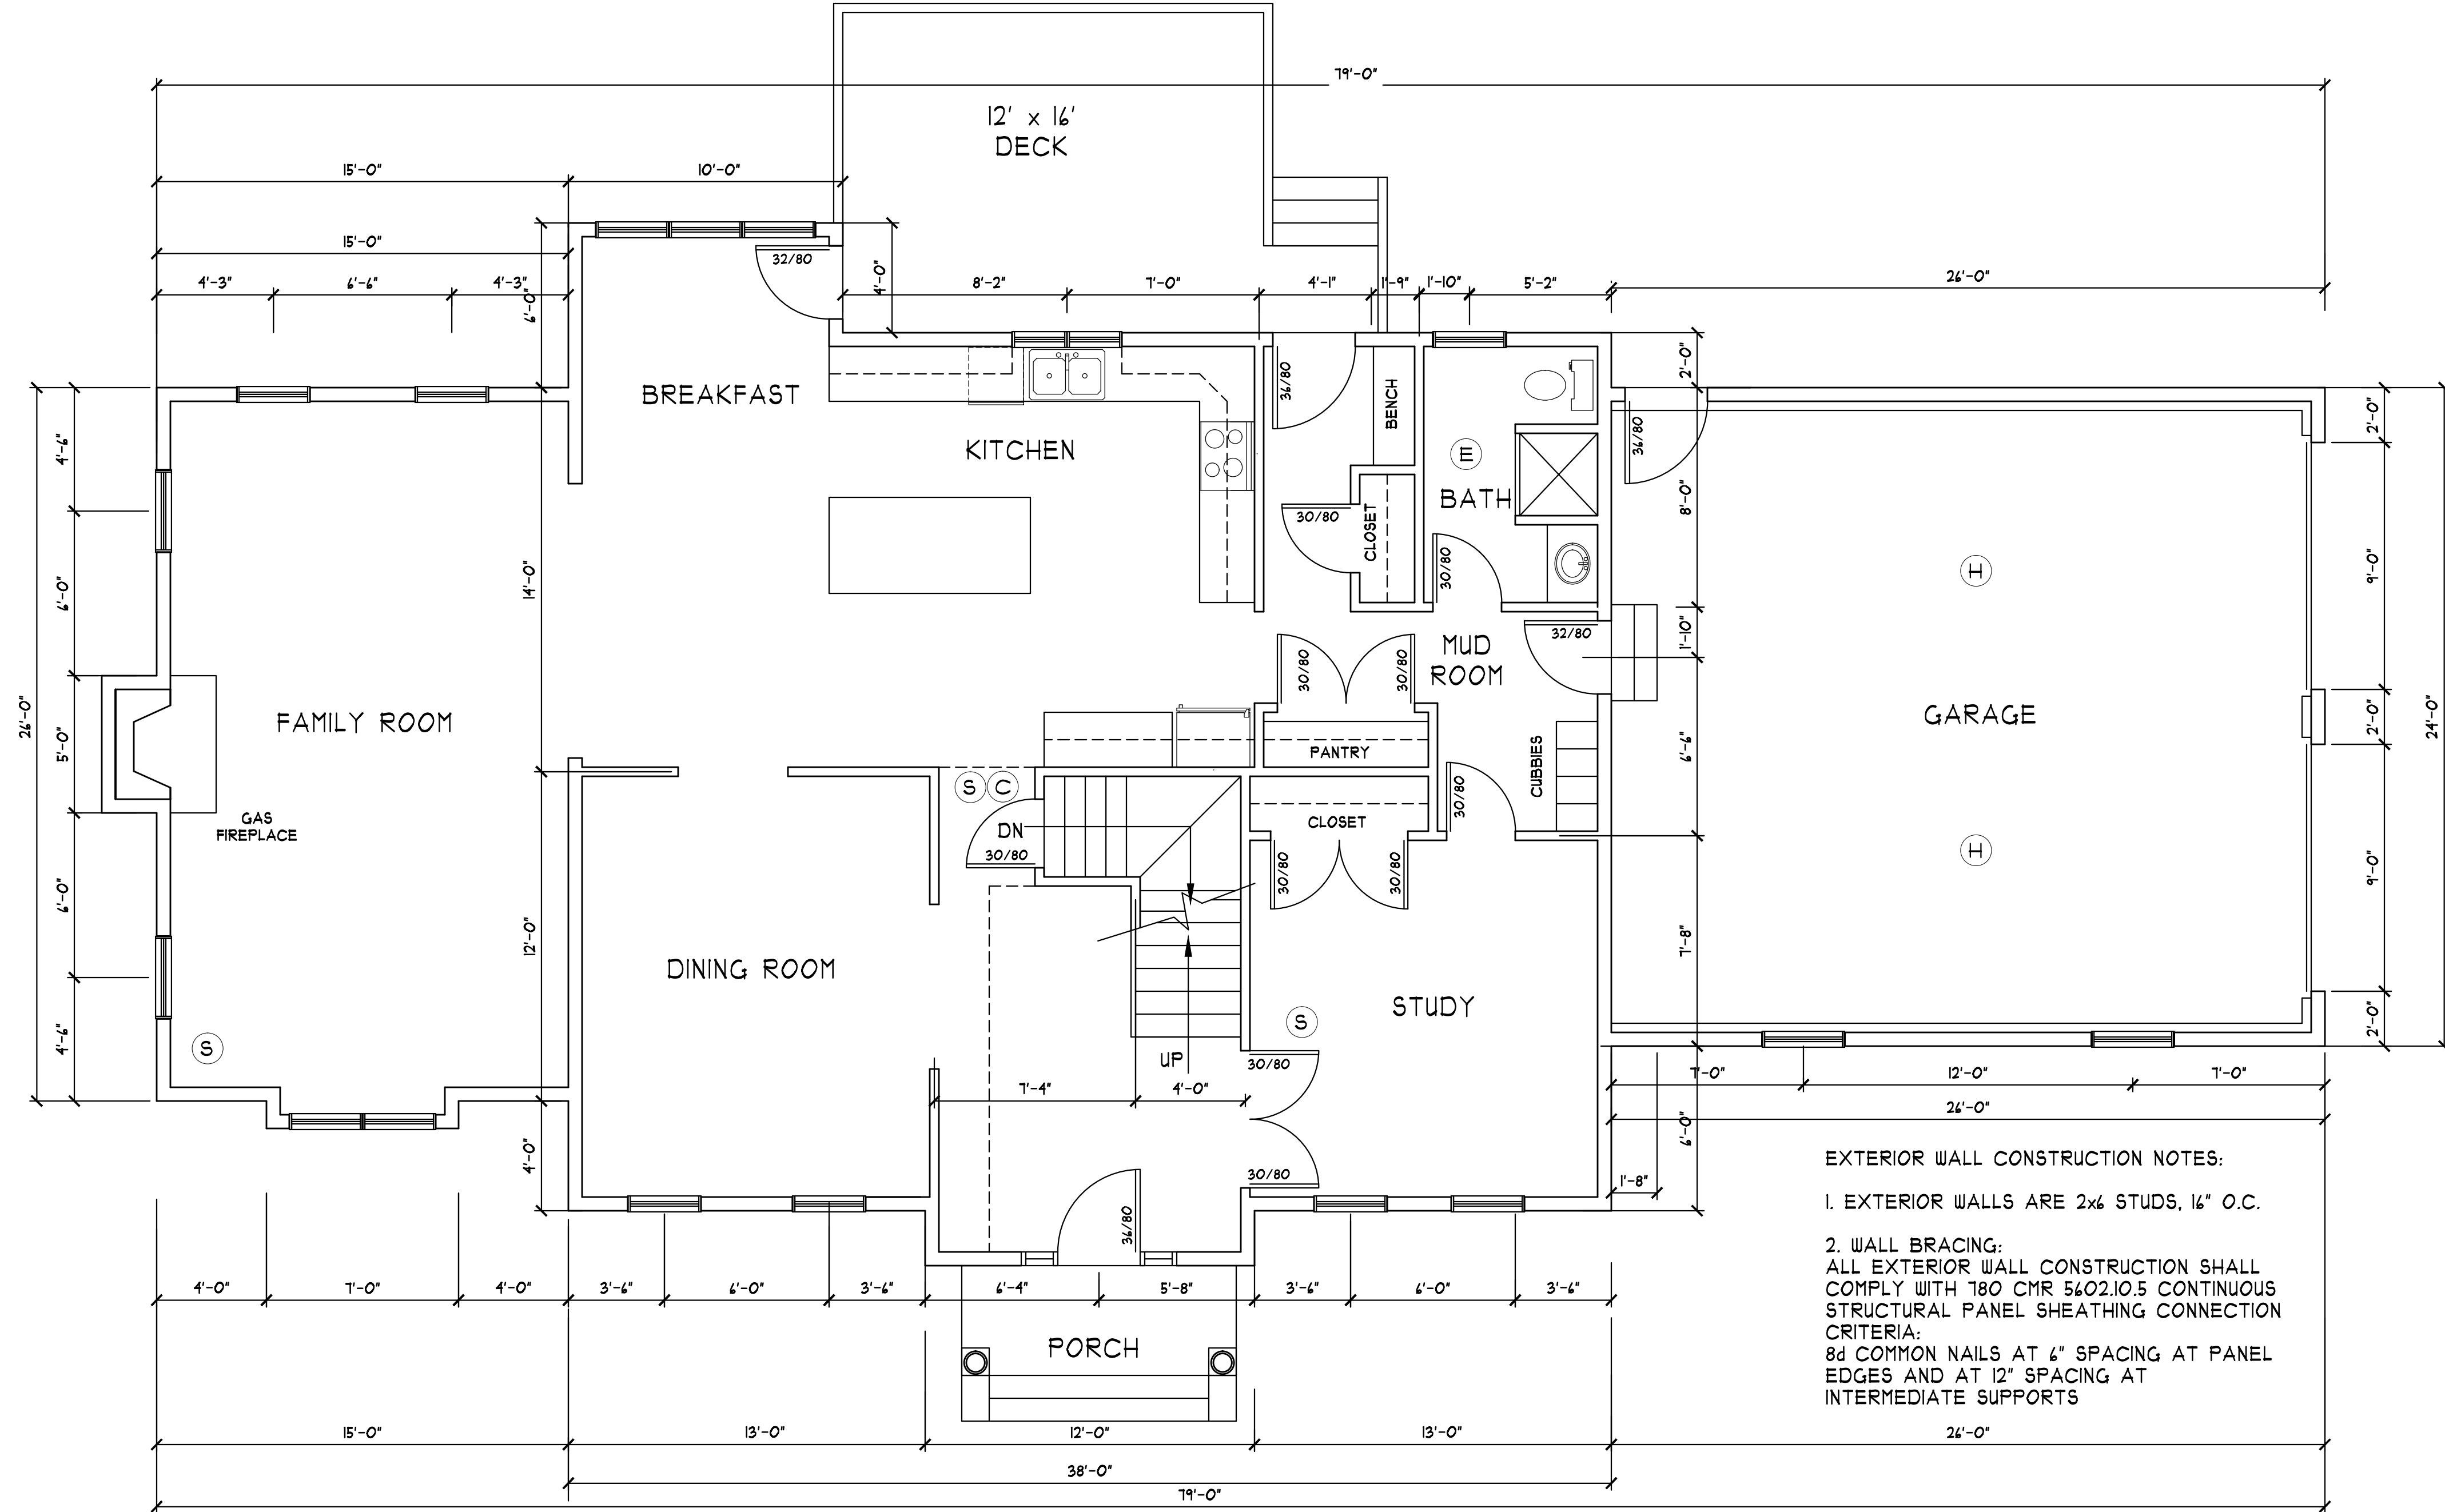 79'-0"
12' x 16'
DECK
15'-0"
10'-0"
15'-0"
32/80
4'-3"
6'-6"
4'-3"
6'-0"
4'-0"
8'-2"
7'-0"
4'-1"
1'-9"
1'-10"
5'-2"
26'-0"
2'-0"
BREAKFAST
KITCHEN
36/80
BENCH
E
BATH
36/80
2'-0"
4'-6"
8'-0"
30/80
CLOSET
30/80
H
9'-0"
6'-0"
14'-0"
1'-10"
32/80
MUD
ROOM
30/80
30/80
26'-0"
FAMILY ROOM
5'-0"
GARAGE
2'-0"
24'-0"
PANTRY
6'-6"
CUBBIES
S
C
30/80
GAS
FIREPLACE
DN
CLOSET
30/80
30/80
30/80
H
9'-0"
6'-0"
12'-0"
7'-8"
DINING ROOM
STUDY
S
S
4'-6"
2'-0"
UP
30/80
7'-4"
4'-0"
7'-0"
12'-0"
7'-0"
26'-0"
6'-0"
4'-0"
30/80
1'-8"
36/80
EXTERIOR WALL CONSTRUCTION NOTES:
1. EXTERIOR WALLS ARE 2x6 STUDS, 16" O.C.
2. WALL BRACING:
ALL EXTERIOR WALL CONSTRUCTION SHALL
COMPLY WITH 780 CMR 5602.10.5 CONTINUOUS
STRUCTURAL PANEL SHEATHING CONNECTION
CRITERIA:
8d COMMON NAILS AT 6" SPACING AT PANEL
EDGES AND AT 12" SPACING AT
INTERMEDIATE SUPPORTS
4'-0"
7'-0"
4'-0"
3'-6"
6'-0"
3'-6"
6'-4"
5'-8"
3'-6"
6'-0"
3'-6"
PORCH
15'-0"
13'-0"
12'-0"
13'-0"
26'-0"
38'-0"
79'-0"